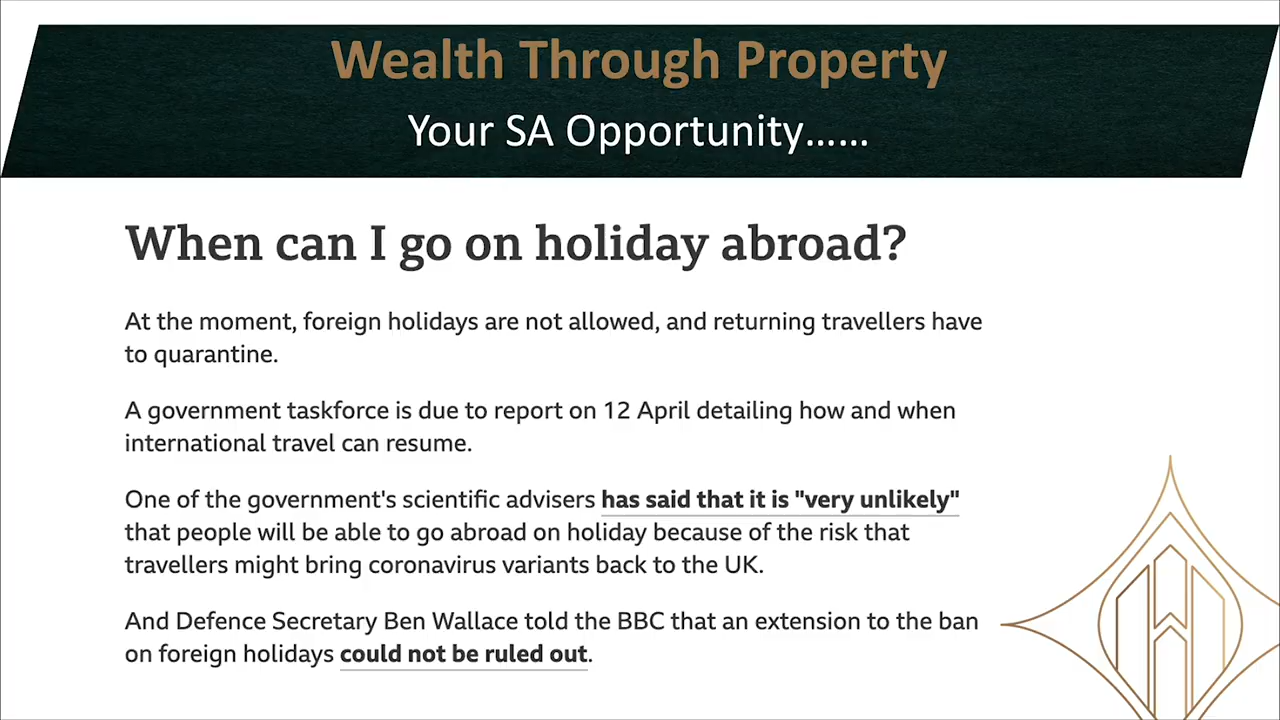 Wealth Through Property
Your SA Opportunity......
When can I go on holiday abroad?
At the moment, foreign holidays are not allowed, and returning travellers have
to quarantine.
A government taskforce is due to report on 12 April detailing how and when
international travel can resume.
One of the government's scientific advisers has said that it is "very unlikely"
that people will be able to go abroad on holiday because of the risk that
travellers might bring coronavirus variants back to the UK.
And Defence Secretary Ben Wallace told the BBC that an extension to the ban
on foreign holidays could not be ruled out.